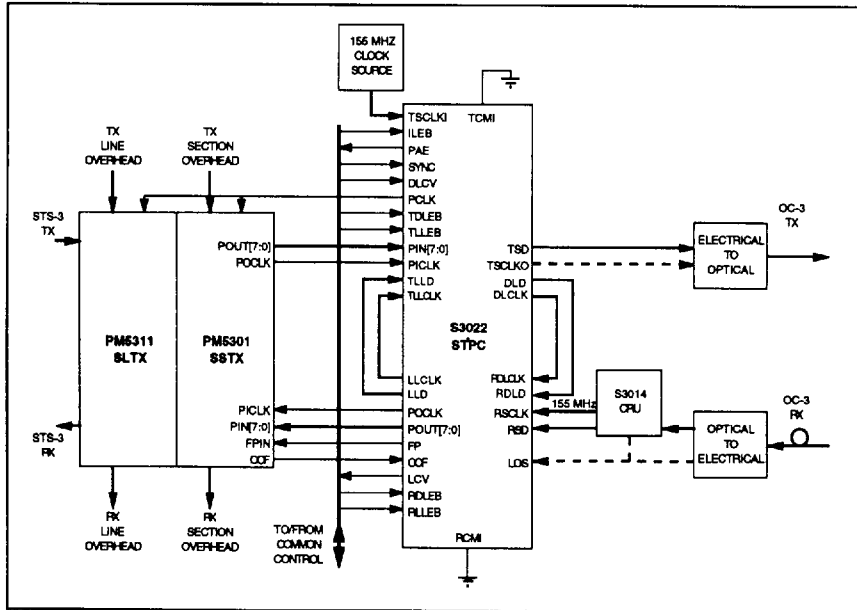 155 MHZ
CLOCK
SOURCE
TSCLKI
TCMI
ILEB
PAE
SYNC
DLCV
PCLK
TDLEB
TLLEB
PIN[7:0]
PICLK
TLLD
TLLCLK
TSD
TSCLKO
DLD
DLCLK
S3022
STPC
LLCLK
LLD
POCLK
POUT[7:0]
FP
OOF
LCV
RDLEB
RLLEB
RDLCLK
RDLD
RSCLK
RSD
LOS
RCMI
TX
LINE
OVERHEAD
TX
SECTION
OVERHEAD
STS-3
TX
POUT[7:0]
POCLK
PM5311
SLTX
PM5301
SSTX
PICLK
PIN[7:0]
FPIN
OOF
STS-3
RX
RX
LINE
OVERHEAD
RX
SECTION
OVERHEAD
TO/FROM
COMMON
CONTROL
ELECTRICAL
TO
OPTICAL
OC-3
TX
155 MHz
S3014
CRU
OPTICAL
TO
ELECTRICAL
OC-3
RX